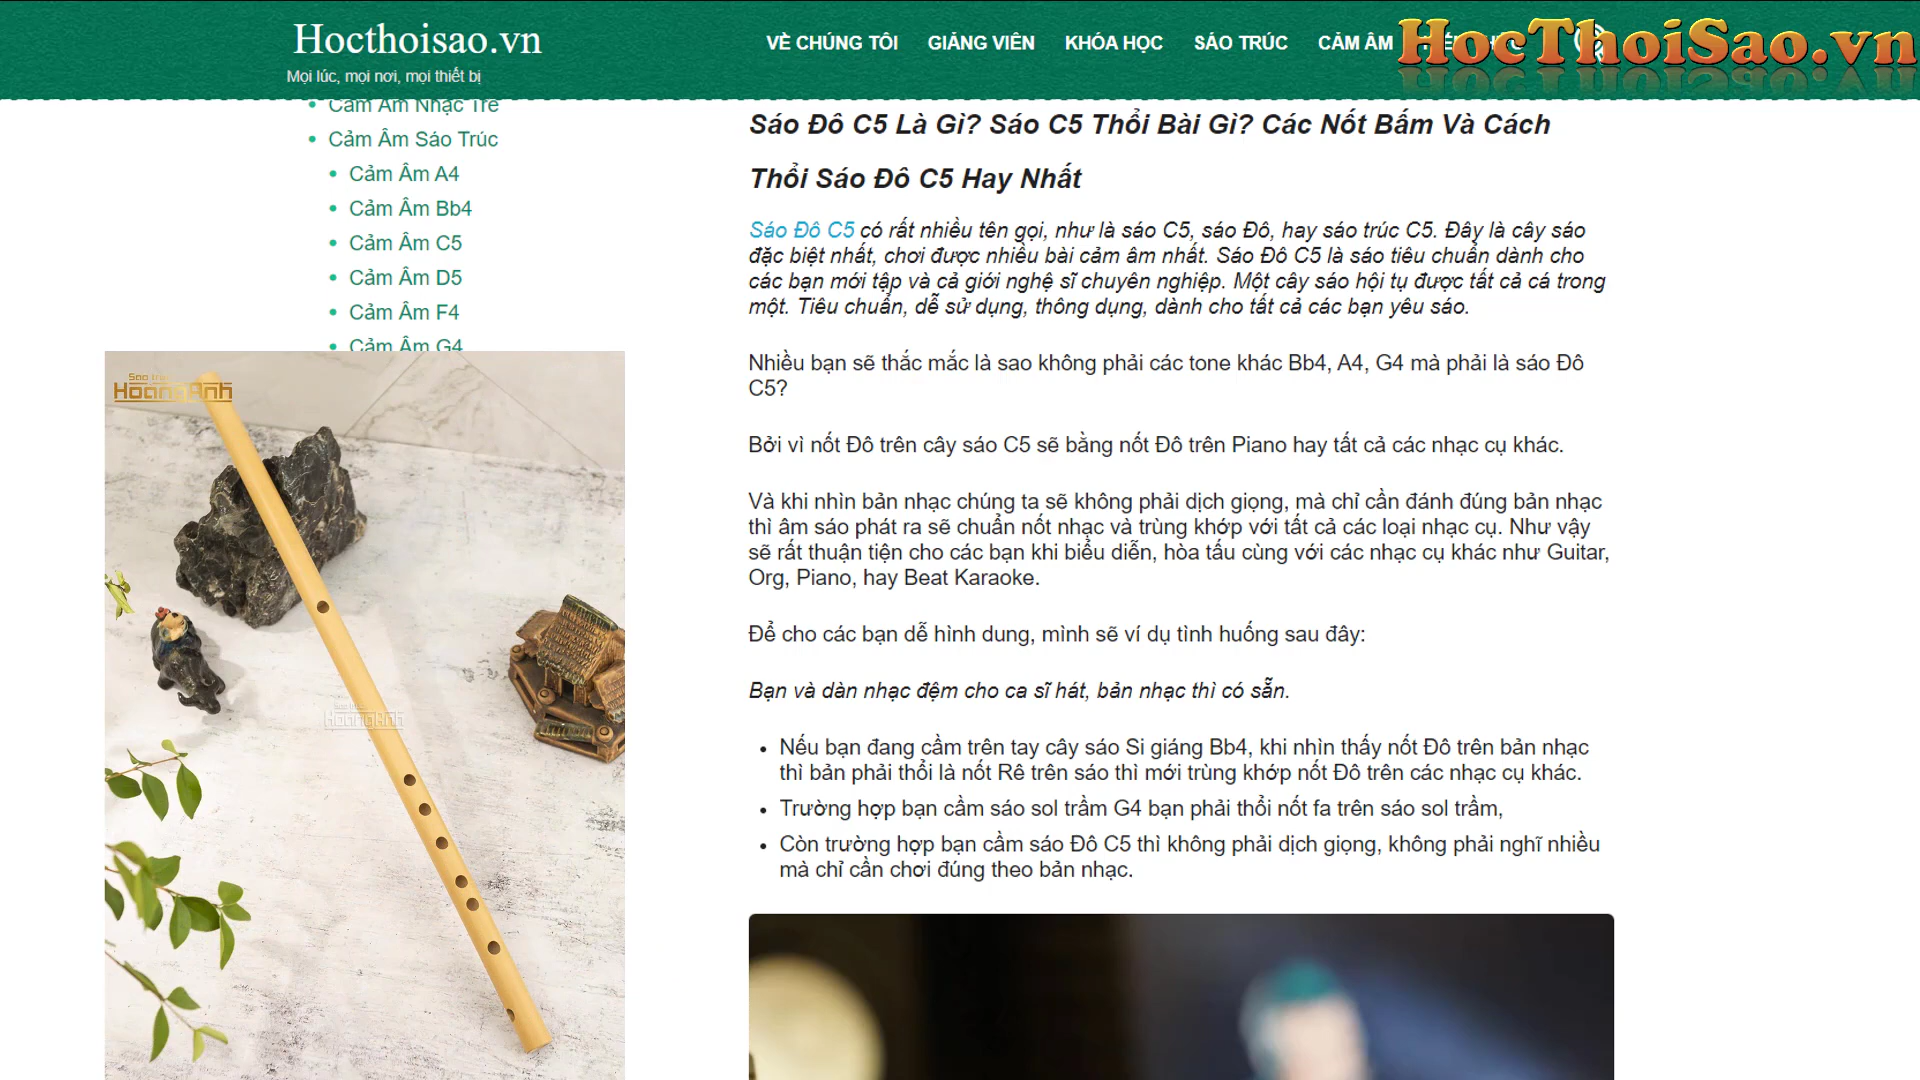 Hocthoisao.vn
Mọi lúc, mọi nơi, mọi thiết bị
VỀ CHÚNG TÔI
GIẢNG VIÊN
KHÓA HỌC
SÁO TRÚC
CẢM ÂM
HocThoiSao.vn
Cảm Âm Nhạc Trẻ
Cảm Âm Sáo Trúc
Cảm Âm A4
Cảm Âm Bb4
Cảm Âm C5
Cảm Âm D5
Cảm Âm F4
Cảm Âm G4
Sáo trúc
HoàngAnh
HoàngAnh
Sáo Đô C5 Là Gì? Sáo C5 Thổi Bài Gì? Các Nốt Bấm Và Cách
Thổi Sáo Đô C5 Hay Nhất
Sáo Đô C5 có rất nhiều tên gọi, như là sáo C5, sáo Đô, hay sáo trúc C5. Đây là cây sáo
đặc biệt nhất, chơi được nhiều bài cảm âm nhất. Sáo Đô C5 là sáo tiêu chuẩn dành cho
các bạn mới tập và cả giới nghệ sĩ chuyên nghiệp. Một cây sáo hội tụ được tất cả cá trong
một. Tiêu chuẩn, dễ sử dụng, thông dụng, dành cho tất cả các bạn yêu sáo.
Nhiều bạn sẽ thắc mắc là sao không phải các tone khác Bb4, A4, G4 mà phải là sáo Đô
C5?
Bởi vì nốt Đô trên cây sáo C5 sẽ bằng nốt Đô trên Piano hay tất cả các nhạc cụ khác.
Và khi nhìn bản nhạc chúng ta sẽ không phải dịch giọng, mà chỉ cần đánh đúng bản nhạc
thì âm sáo phát ra sẽ chuẩn nốt nhạc và trùng khớp với tất cả các loại nhạc cụ. Như vậy
sẽ rất thuận tiện cho các bạn khi biểu diễn, hòa tấu cùng với các nhạc cụ khác như Guitar,
Org, Piano, hay Beat Karaoke.
Để cho các bạn dễ hình dung, mình sẽ ví dụ tình huống sau đây:
Bạn và dàn nhạc đệm cho ca sĩ hát, bản nhạc thì có sẵn.
Nếu bạn đang cầm trên tay cây sáo Si giáng Bb4, khi nhìn thấy nốt Đô trên bản nhạc
thì bản phải thổi là nốt Rê trên sáo thì mới trùng khớp nốt Đô trên các nhạc cụ khác.
Trường hợp bạn cầm sáo sol trầm G4 bạn phải thổi nốt fa trên sáo sol trầm,
Còn trường hợp bạn cầm sáo Đô C5 thì không phải dịch giọng, không phải nghĩ nhiều
mà chỉ cần chơi đúng theo bản nhạc.